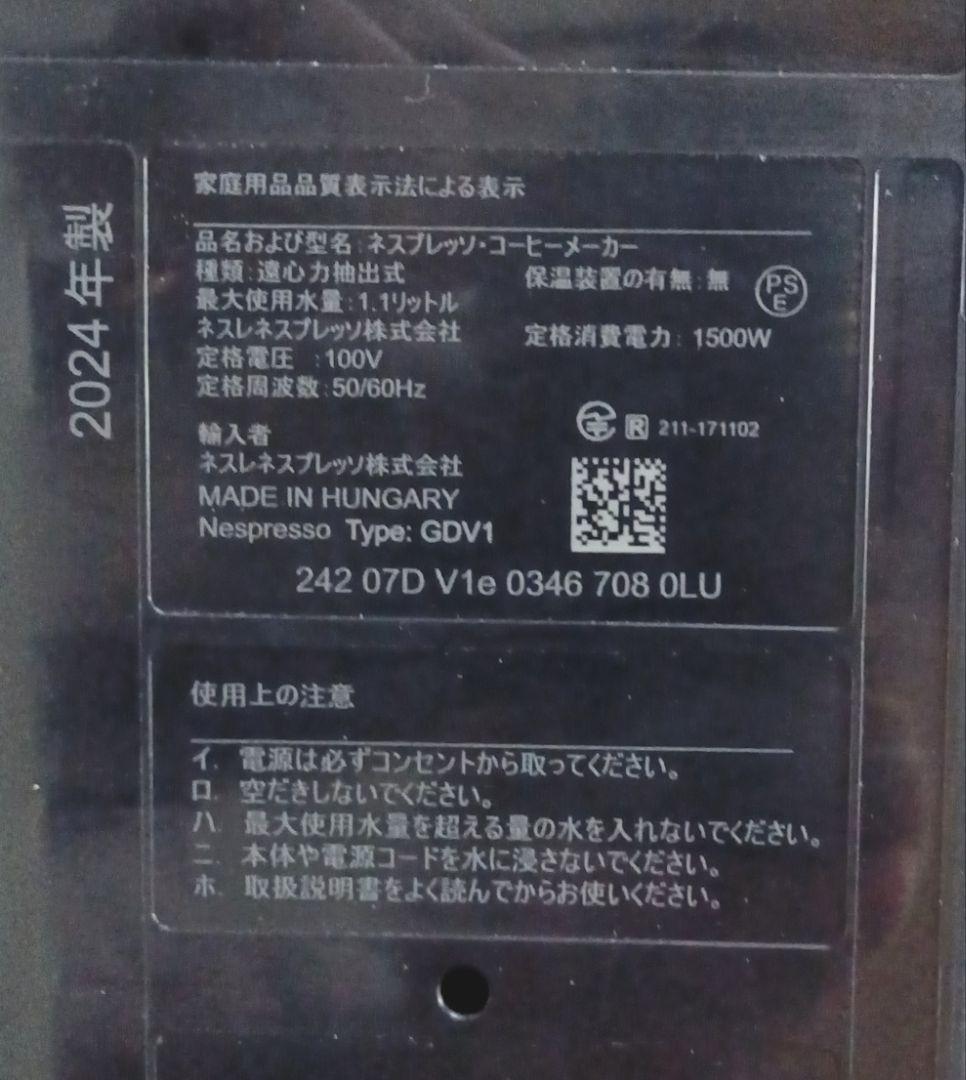 2024年製
家庭用品品質表示法による表示
品名および型名:ネスプレッソ・コーヒーメーカー
種類:遠心力抽出式 保温装置の有無:無
PS
E
最大使用水量:1.1リットル
ネスレネスプレッソ株式会社 定格消費電力: 1500W
定格電圧 :100V
定格周波数:50/60Hz
輸入者 R 211-171102
ネスレネスプレッソ株式会社
MADE IN HUNGARY
Nespresso Type: GDV1
242 07D V1e 0346 708 0LU
使用上の注意
イ. 電源は必ずコンセントから取ってください。
ロ. 空だきしないでください。
ハ. 最大使用水量を超える量の水を入れないでください。
ニ. 本体や電源コードを水に浸さないでください。
ホ. 取扱説明書をよく読んでからお使いください。